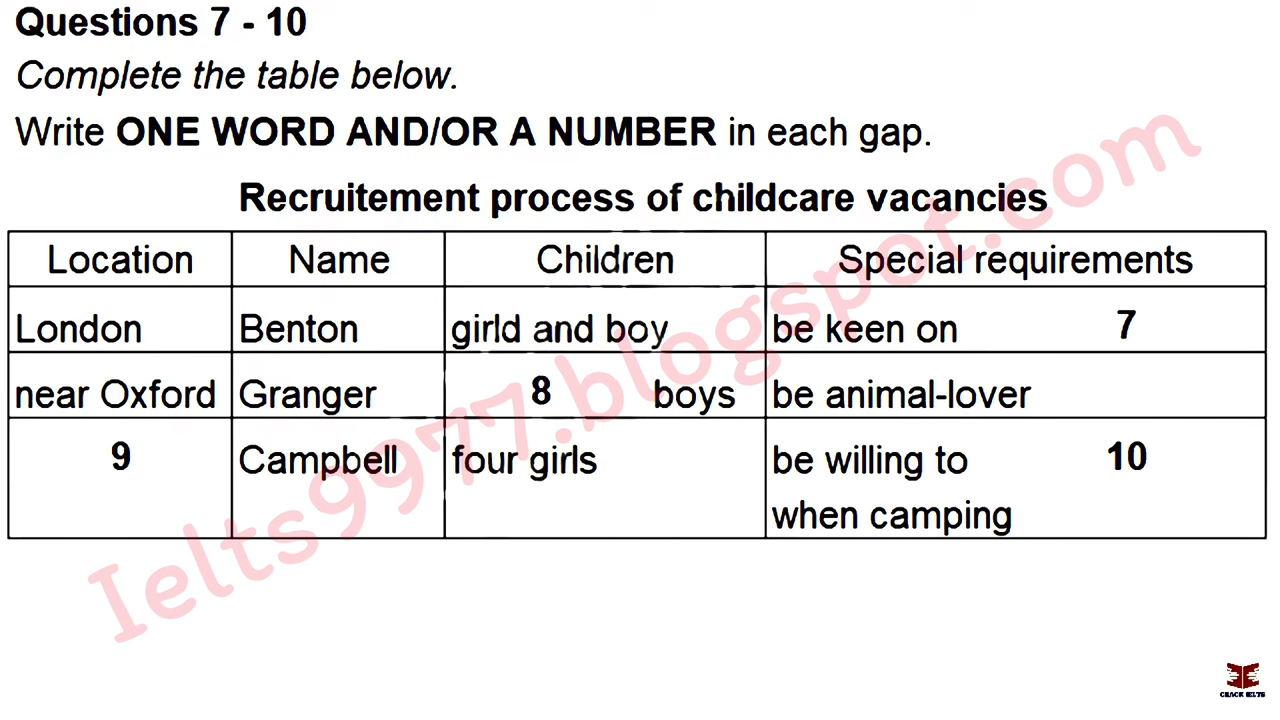 Questions 7 - 10
Complete the table below.
Write ONE WORD AND/OR A NUMBER in each gap.
Recruitement process of childcare vacancies
Location Name Children Special requirements
London Benton girld and boy be keen on 7
near Oxford Granger 8 boys be animal-lover
9 Campbell four girls be willing to 10
when camping
Ielts9977.blogspot.com
CRACK IELTS